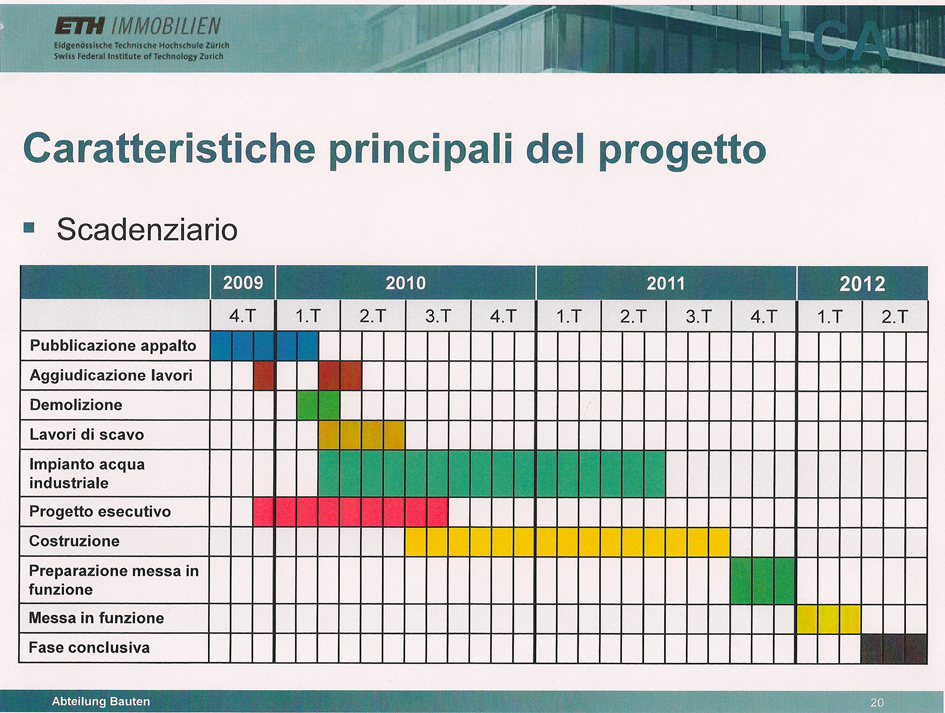 ETH IMMOBILIEN
Eidgenössische Technische Hochschule Zürich
Swiss Federal Institute of Technology Zurich
LCA
Caratteristiche principali del progetto
Scadenziario
2009 2010 2011 2012
4.T 1.T 2.T 3.T 4.T 1.T 2.T 3.T 4.T 1.T 2.T
Pubblicazione appalto
Aggiudicazione lavori
Demolizione
Lavori di scavo
Impianto acqua
industriale
Progetto esecutivo
Costruzione
Preparazione messa in
funzione
Messa in funzione
Fase conclusiva
Abteilung Bauten 20